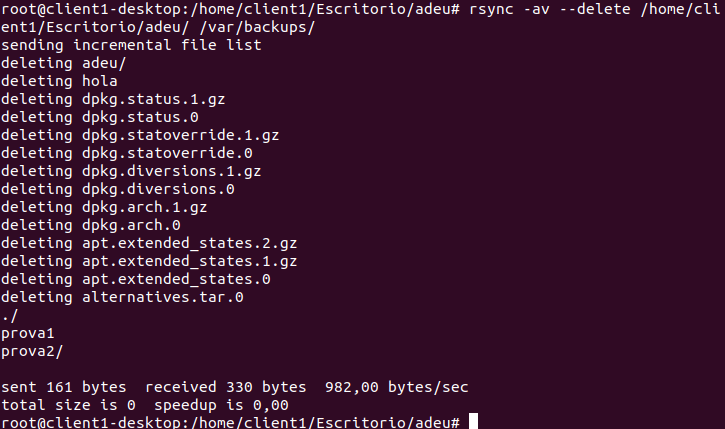 root@client1-desktop:/home/client1/Escritorio/adeu# rsync -av --delete /home/cli
ent1/Escritorio/adeu/ /var/backups/
sending incremental file list
deleting adeu/
deleting hola
deleting dpkg.status.1.gz
deleting dpkg.status.0
deleting dpkg.statoverride.1.gz
deleting dpkg.statoverride.0
deleting dpkg.diversions.1.gz
deleting dpkg.diversions.0
deleting dpkg.arch.1.gz
deleting dpkg.arch.0
deleting apt.extended_states.2.gz
deleting apt.extended_states.1.gz
deleting apt.extended_states.0
deleting alternatives.tar.0
./
prova1
prova2/

sent 161 bytes  received 330 bytes  982,00 bytes/sec
total size is 0  speedup is 0,00
root@client1-desktop:/home/client1/Escritorio/adeu#